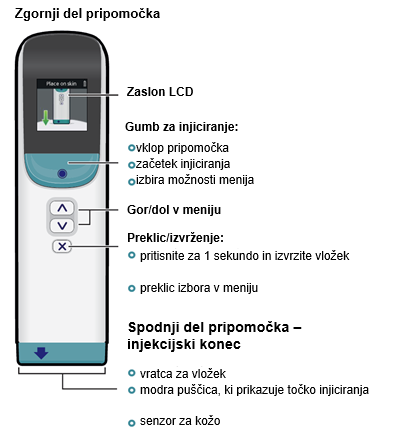 Zgornji del pripomočka
Place on skin
Zaslon LCD
Gumb za injiciranje:
vklop pripomočka
začetek injiciranja
izbira možnosti menija
Gor/dol v meniju
Preklic/izvrženje:
pritisnite za 1 sekundo in izvrzite vložek
preklic izbora v meniju
Spodnji del pripomočka –
injekcijski konec
vratca za vložek
modra puščica, ki prikazuje točko injiciranja
senzor za kožo